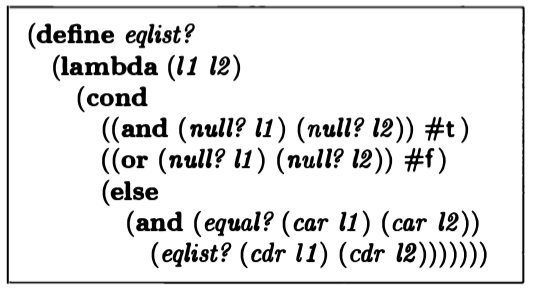 (define eqlist?
(lambda (l1 l2)
(cond
((and (null? l1) (null? l2)) #t )
((or (null? l1) (null? l2)) #f)
(else
(and (equal? (car l1) (car l2))
(eqlist? (cdr l1) (cdr l2)))))))